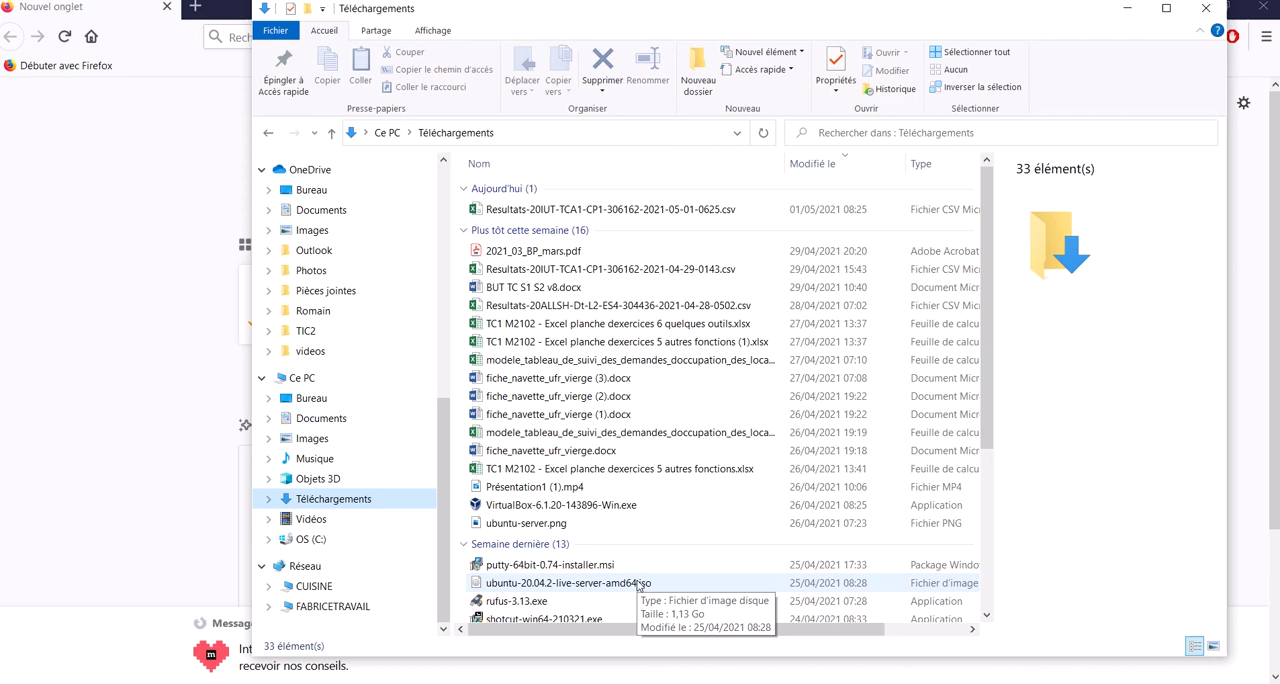 Nouvel onglet
Téléchargements
Fichier Accueil Partage Affichage
Rech
Débuter avec Firefox
Épingler à
Accès rapide
Copier
Coller
Couper
Copier le chemin d'accès
Coller le raccourci
Presse-papiers
Déplacer
vers
Copier
vers
Supprimer
Renommer
Organiser
Nouveau
dossier
Nouvel élément
Accès rapide
Nouveau
Propriétés
Ouvrir
Modifier
Historique
Ouvrir
Sélectionner tout
Aucun
Inverser la sélection
Sélectionner
Ce PC Téléchargements
Rechercher dans : Téléchargements
OneDrive
Bureau
Documents
Images
Outlook
Photos
Pièces jointes
Romain
TIC2
videos
Ce PC
Bureau
Documents
Images
Musique
Objets 3D
Téléchargements
Vidéos
OS (C:)
Réseau
CUISINE
FABRICETRAVAIL
Nom Modifié le Type
Aujourd'hui (1)
Resultats-20IUT-TCA1-CP1-306162-2021-05-01-0625.csv 01/05/2021 08:25 Fichier CSV Mic
Plus tôt cette semaine (16)
2021_03_BP_mars.pdf 29/04/2021 20:20 Adobe Acrobat
Resultats-20IUT-TCA1-CP1-306162-2021-04-29-0143.csv 29/04/2021 15:43 Fichier CSV Mic
BUT TC S1 S2 v8.docx 29/04/2021 10:40 Document Micr
Resultats-20ALLSH-Dt-L2-ES4-304436-2021-04-28-0502.csv 28/04/2021 07:02 Fichier CSV Mic
TC1 M2102 - Excel planche dexercices 6 quelques outils.xlsx 27/04/2021 13:37 Feuille de calcu
TC1 M2102 - Excel planche dexercices 5 autres fonctions (1).xlsx 27/04/2021 13:37 Feuille de calcu
modele_tableau_de_suivi_des_demandes_doccupation_des_loca... 27/04/2021 07:10 Feuille de calcu
fiche_navette_ufr_vierge (3).docx 27/04/2021 07:08 Document Micr
fiche_navette_ufr_vierge (2).docx 26/04/2021 19:22 Document Micr
fiche_navette_ufr_vierge (1).docx 26/04/2021 19:22 Document Micr
modele_tableau_de_suivi_des_demandes_doccupation_des_loca... 26/04/2021 19:19 Feuille de calcu
fiche_navette_ufr_vierge.docx 26/04/2021 19:18 Document Micr
TC1 M2102 - Excel planche dexercices 5 autres fonctions.xlsx 26/04/2021 13:41 Feuille de calcu
Présentation1 (1).mp4 26/04/2021 10:06 Fichier MP4
VirtualBox-6.1.20-143896-Win.exe 26/04/2021 08:25 Application
ubuntu-server.png 26/04/2021 07:23 Fichier PNG
Semaine dernière (13)
putty-64bit-0.74-installer.msi 25/04/2021 17:33 Package Windo
ubuntu-20.04.2-live-server-amd64.iso 25/04/2021 08:28 Fichier d'image
rufus-3.13.exe 25/04/2021 07:28 Application
shotcut-win64-210321.exe 24/04/2021 08:33 Application
Type : Fichier d'image disque
Taille : 1,13 Go
Modifié le : 25/04/2021 08:28
33 élément(s)
33 élément(s)
Messag
m
Int
recevoir nos conseils.